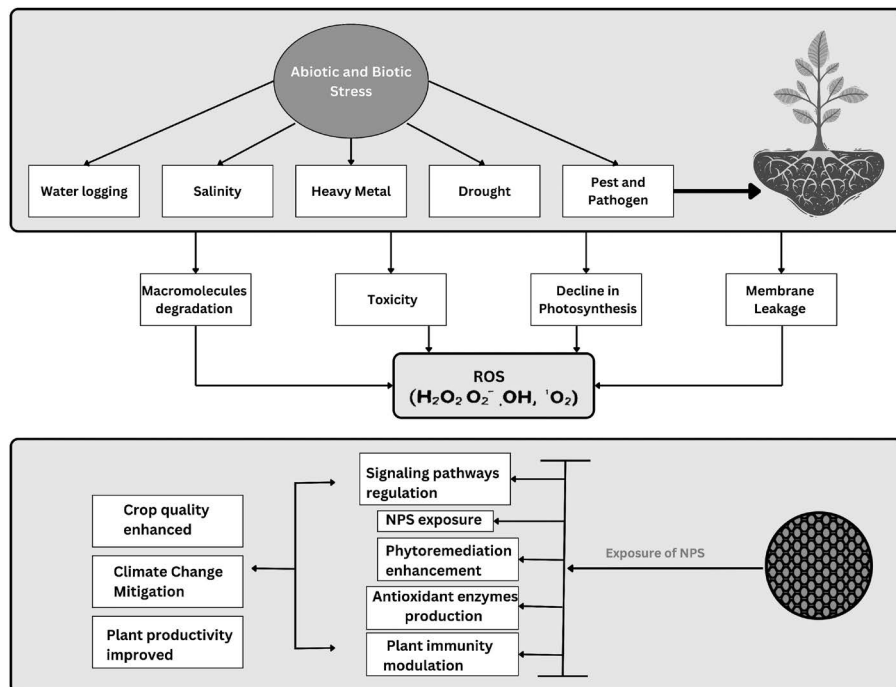 Abiotic and Biotic
Stress
Water logging
Salinity
Heavy Metal
Drought
Pest and
Pathogen
Macromolecules
degradation
Toxicity
Decline in
Photosynthesis
Membrane
Leakage
ROS
(H₂O₂ O₂⁻ .OH, ¹O₂)
Signaling pathways
regulation
Crop quality
enhanced
NPS exposure
Phytoremediation
enhancement
Exposure of NPS
Climate Change
Mitigation
Antioxidant enzymes
production
Plant productivity
improved
Plant immunity
modulation